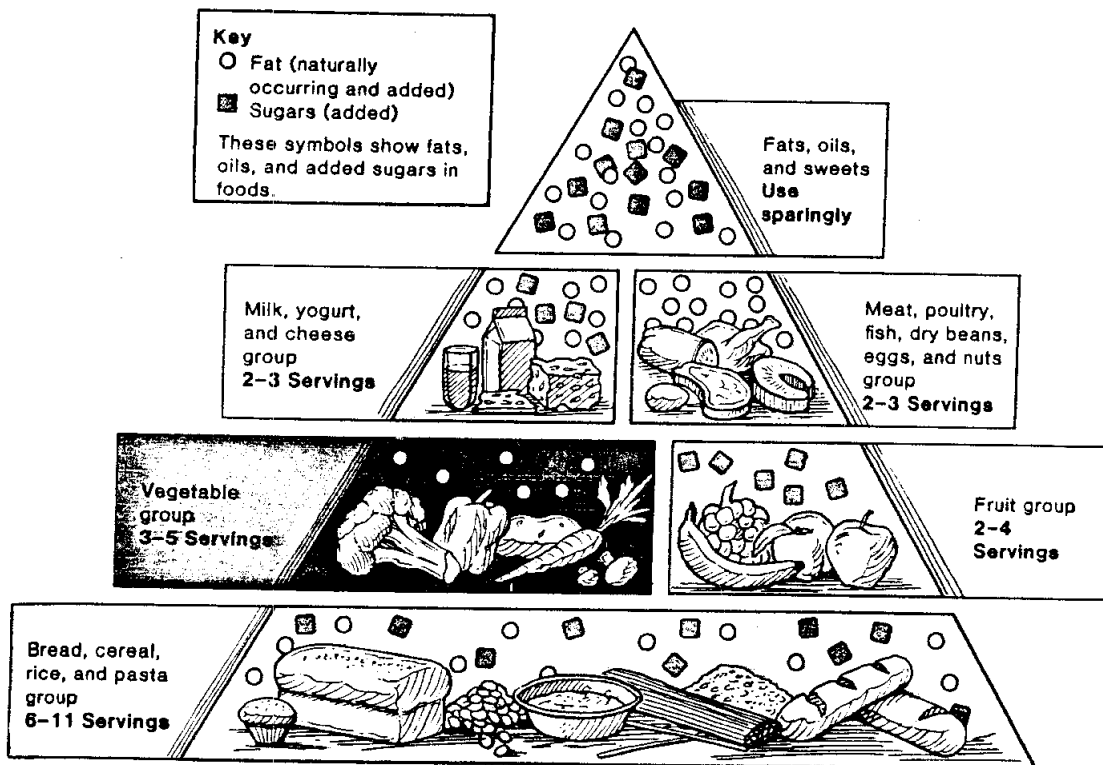 Key
Fat (naturally
occurring and added)
Sugars (added)
These symbols show fats,
oils, and added sugars in
foods.
Fats, oils,
and sweets
Use
sparingly
Milk, yogurt,
and cheese
group
2–3 Servings
Meat, poultry,
fish, dry beans,
eggs, and nuts
group
2–3 Servings
Vegetable
group
3–5 Servings
Fruit group
2–4
Servings
Bread, cereal,
rice, and pasta
group
6–11 Servings